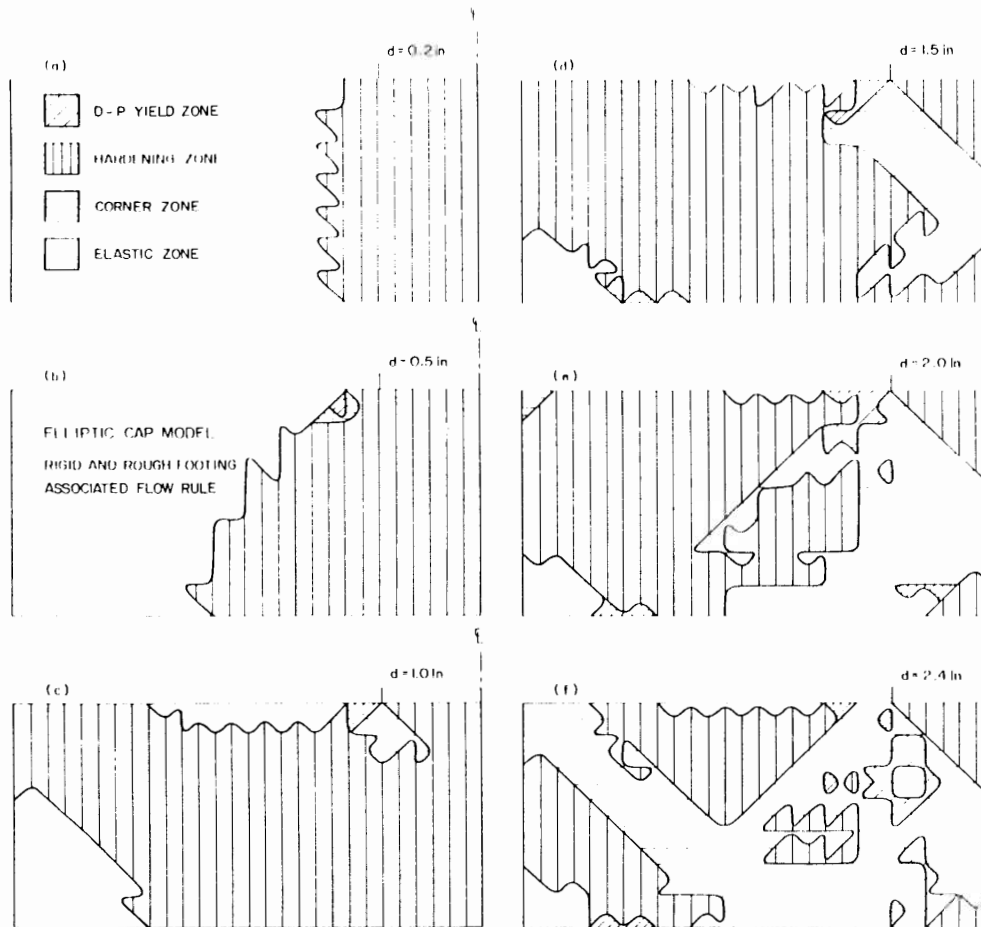 (a)
d = 0.2 in
D-P YIELD ZONE
HARDENING ZONE
CORNER ZONE
ELASTIC ZONE
(b)
d = 0.5 in
ELLIPTIC CAP MODEL
RIGID AND ROUGH FOOTING
ASSOCIATED FLOW RULE
(c)
d = 1.0 in
(d)
d = 1.5 in
(e)
d = 2.0 in
(f)
d = 2.4 in